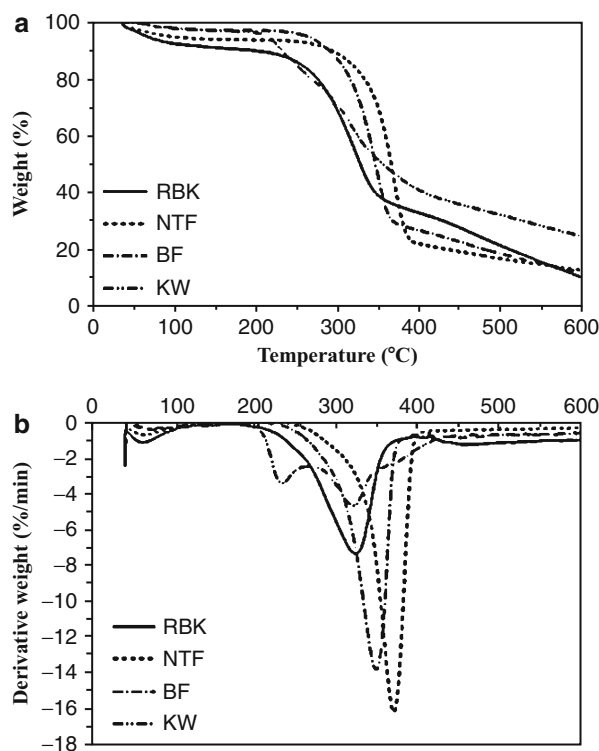 a
100
80
60
40
20
0
Weight (%)
RBK
NTF
BF
KW
0 100 200 300 400 500 600
Temperature (°C)
b
0 100 200 300 400 500 600
0
–2
–4
–6
–8
–10
–12
–14
–16
–18
Derivative weight (%/min)
RBK
NTF
BF
KW